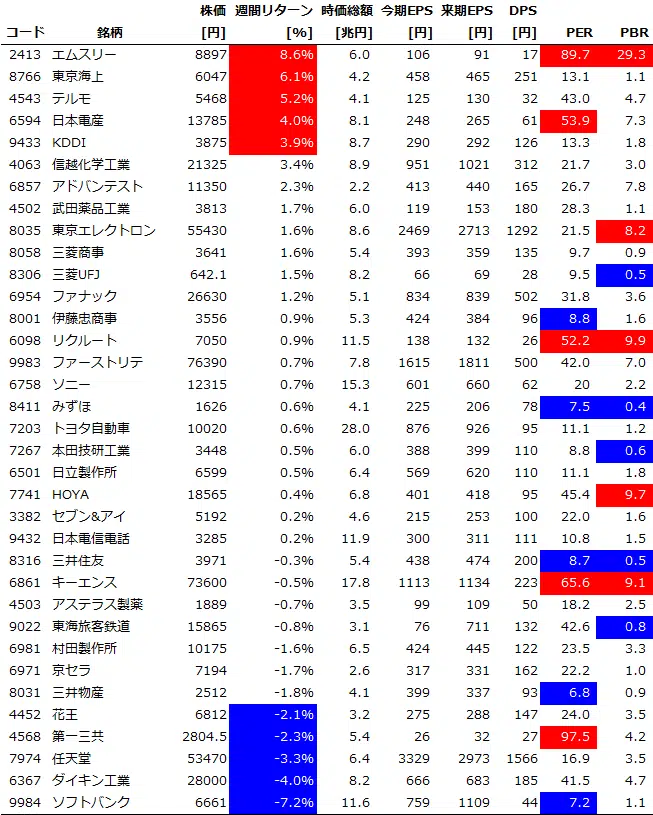 株価 週間リターン 時価総額 今期EPS 来期EPS DPS
コード 銘柄 [円] [%] [兆円] [円] [円] [円] PER PBR
2413 エムスリー 8897 8.6% 6.0 106 91 17 89.7 29.3
8766 東京海上 6047 6.1% 4.2 458 465 251 13.1 1.1
4543 テルモ 5468 5.2% 4.1 125 130 32 43.0 4.7
6594 日本電産 13785 4.0% 8.1 248 265 61 53.9 7.3
9433 KDDI 3875 3.9% 8.7 290 292 126 13.3 1.8
4063 信越化学工業 21325 3.4% 8.9 951 1021 312 21.7 3.0
6857 アドバンテスト 11350 2.3% 2.2 413 440 165 26.7 7.8
4502 武田薬品工業 3813 1.7% 6.0 119 153 180 28.3 1.1
8035 東京エレクトロン 55430 1.6% 8.6 2469 2713 1292 21.5 8.2
8058 三菱商事 3641 1.6% 5.4 393 359 135 9.7 0.9
8306 三菱UFJ 642.1 1.5% 8.2 66 69 28 9.5 0.5
6954 ファナック 26630 1.2% 5.1 834 839 502 31.8 3.6
8001 伊藤忠商事 3556 0.9% 5.3 424 384 96 8.8 1.6
6098 リクルート 7050 0.9% 11.5 138 132 26 52.2 9.9
9983 ファーストリテ 76390 0.7% 7.8 1615 1811 500 42.0 7.0
6758 ソニー 12315 0.7% 15.3 601 660 62 20 2.2
8411 みずほ 1626 0.6% 4.1 225 206 78 7.5 0.4
7203 トヨタ自動車 10020 0.6% 28.0 876 926 95 11.1 1.2
7267 本田技研工業 3448 0.5% 6.0 388 399 110 8.8 0.6
6501 日立製作所 6599 0.5% 6.4 569 620 110 11.1 1.8
7741 HOYA 18565 0.4% 6.8 401 418 95 45.4 9.7
3382 セブン&アイ 5192 0.2% 4.6 215 253 100 22.0 1.6
9432 日本電信電話 3285 0.2% 11.9 300 311 111 10.8 1.5
8316 三井住友 3971 -0.3% 5.4 438 474 200 8.7 0.5
6861 キーエンス 73600 -0.5% 17.8 1113 1134 223 65.6 9.1
4503 アステラス製薬 1889 -0.7% 3.5 99 109 50 18.2 2.5
9022 東海旅客鉄道 15865 -0.8% 3.1 76 711 132 42.6 0.8
6981 村田製作所 10175 -1.6% 6.5 424 445 122 23.5 3.3
6971 京セラ 7194 -1.7% 2.6 317 331 162 22.2 1.0
8031 三井物産 2512 -1.8% 4.1 399 337 93 6.8 0.9
4452 花王 6812 -2.1% 3.2 275 288 147 24.0 3.5
4568 第一三共 2804.5 -2.3% 5.4 26 32 27 97.5 4.2
7974 任天堂 53470 -3.3% 6.4 3329 2973 1566 16.9 3.5
6367 ダイキン工業 28000 -4.0% 8.2 666 683 185 41.5 4.7
9984 ソフトバンク 6661 -7.2% 11.6 759 1109 44 7.2 1.1